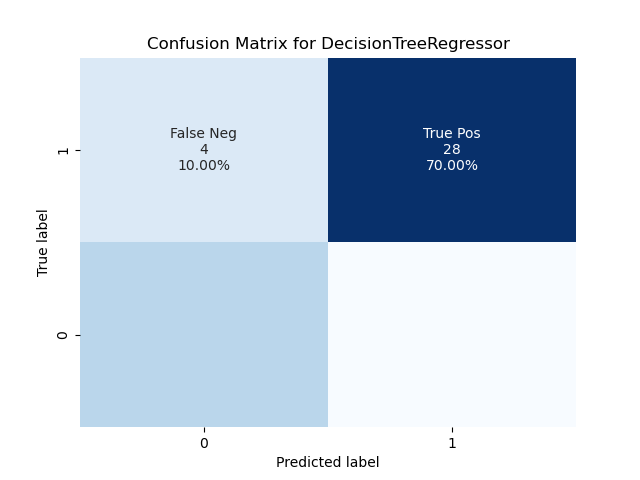 Confusion Matrix for DecisionTreeRegressor
False Neg
4
10.00%
True Pos
28
70.00%
1
0
True label
0
1
Predicted label